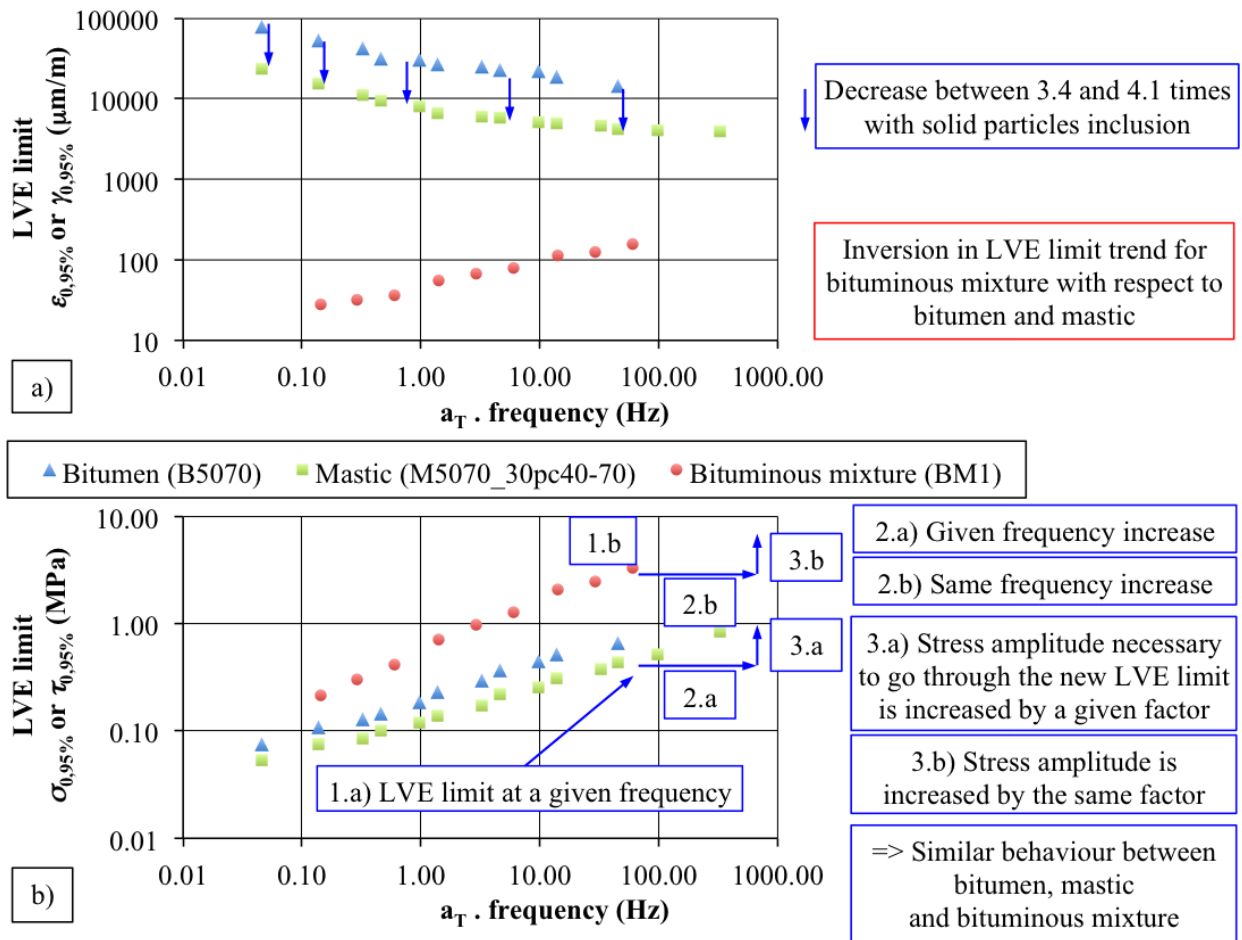 LVE limit
ε0,95% or γ0,95% (μm/m)
100000
10000
1000
100
10
0.01
0.10
1.00
10.00
100.00
1000.00
aT . frequency (Hz)
a)
Decrease between 3.4 and 4.1 times
with solid particles inclusion
Inversion in LVE limit trend for
bituminous mixture with respect to
bitumen and mastic
Bitumen (B5070)
Mastic (M5070_30pc40-70)
Bituminous mixture (BM1)
LVE limit
σ0,95% or τ0,95% (MPa)
10.00
1.00
0.10
0.01
0.01
0.10
1.00
10.00
100.00
1000.00
aT . frequency (Hz)
b)
1.b
2.b
3.b
3.a
2.a
1.a) LVE limit at a given frequency
2.a) Given frequency increase
2.b) Same frequency increase
3.a) Stress amplitude necessary
to go through the new LVE limit
is increased by a given factor
3.b) Stress amplitude is
increased by the same factor
=> Similar behaviour between
bitumen, mastic
and bituminous mixture